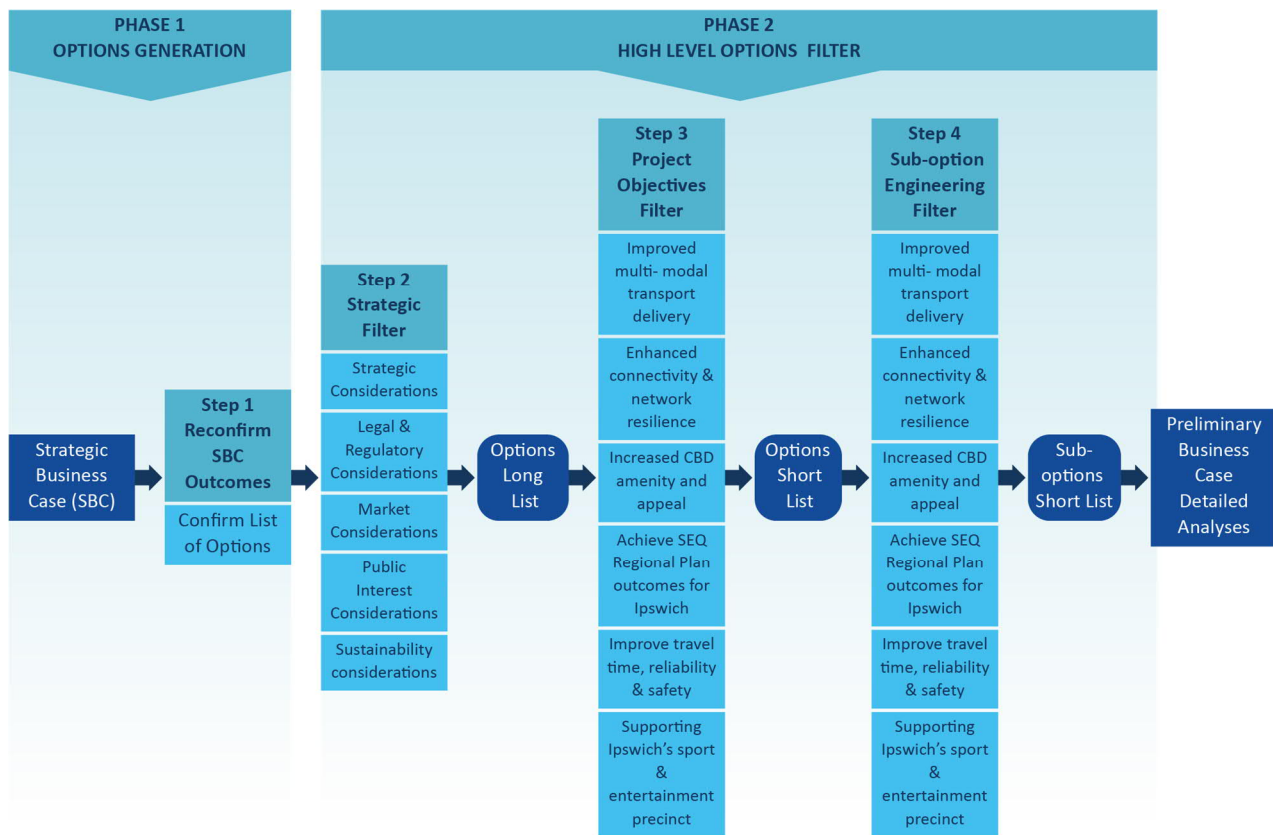 PHASE 1
OPTIONS GENERATION
PHASE 2
HIGH LEVEL OPTIONS FILTER
Strategic
Business
Case (SBC)
Step 1
Reconfirm
SBC
Outcomes
Confirm List
of Options
Step 2
Strategic
Filter
Strategic
Considerations
Legal &
Regulatory
Considerations
Market
Considerations
Public
Interest
Considerations
Sustainability
considerations
Options
Long
List
Step 3
Project
Objectives
Filter
Improved
multi- modal
transport
delivery
Enhanced
connectivity &
network
resilience
Increased CBD
amenity and
appeal
Achieve SEQ
Regional Plan
outcomes for
Ipswich
Improve travel
time, reliability
& safety
Supporting
Ipswich's sport
&
entertainment
precinct
Options
Short
List
Step 4
Sub-option
Engineering
Filter
Improved
multi- modal
transport
delivery
Enhanced
connectivity &
network
resilience
Increased CBD
amenity and
appeal
Achieve SEQ
Regional Plan
outcomes for
Ipswich
Improve travel
time, reliability
& safety
Supporting
Ipswich's sport
&
entertainment
precinct
Sub-
options
Short List
Preliminary
Business
Case
Detailed
Analyses